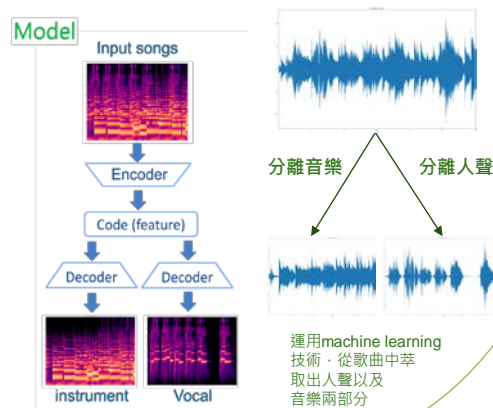 Model
Input songs
Encoder
Code (feature)
Decoder
Decoder
instrument
Vocal
分離音樂
分離人聲
運用machine learning
技術，從歌曲中萃
取出人聲以及
音樂兩部分